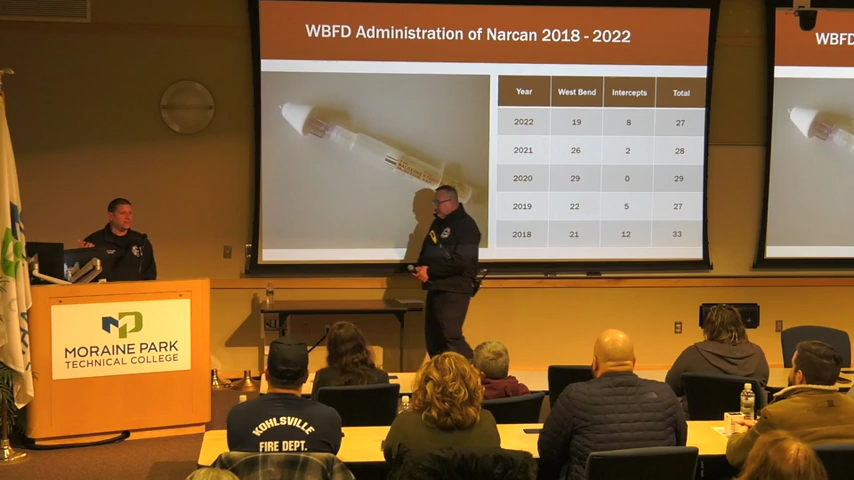 WBFD Administration of Narcan 2018 - 2022
Year West Bend Intercepts Total
2022 19 8 27
2021 26 2 28
2020 29 0 29
2019 22 5 27
2018 21 12 33
WBFD
MORAINE PARK
TECHNICAL COLLEGE
KOHLSVILLE
FIRE DEPT.